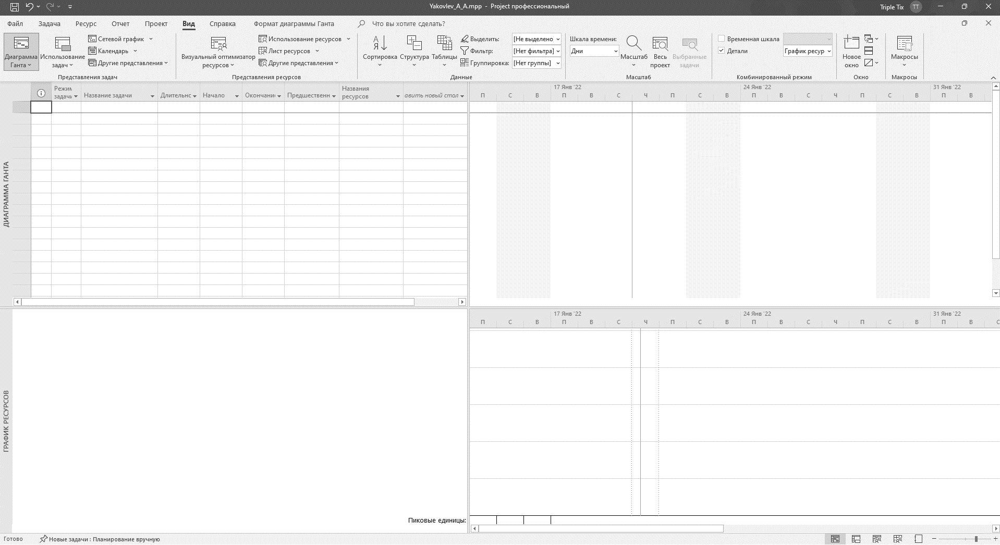 Yakovlev_A_A.mpp - Project профессиональный
Triple Tix
TT
Файл Задача Ресурс Отчет Проект Вид Справка Формат диаграммы Ганта Что вы хотите сделать?
Диаграмма Ганта
Использование задач
Сетевой график
Календарь
Другие представления
Представления задач
Визуальный оптимизатор ресурсов
Использование ресурсов
Лист ресурсов
Другие представления
Представления ресурсов
Сортировка
Структура
Таблицы
Выделить: [Не выделено
Фильтр: [Нет фильтра]
Группировка: [Нет группы]
Данные
Шкала времени:
Дни
Масштаб
Весь проект
Выбранные задачи
Масштаб
Временная шкала
Детали График ресур
Комбинированный режим
Новое окно
Окно
Макросы
Макросы
Режим задачи Название задачи Длительнс Начало Окончани Предшественн Названия ресурсов авить новый стол
17 Янв '22 24 Янв '22 31 Янв '22
П С В П В С Ч П С В П В С Ч П С В П В
ДИАГРАММА ГАНТА
17 Янв '22 24 Янв '22 31 Янв '22
П С В П В С Ч П С В П В С Ч П С В П В С
ГРАФИК РЕСУРСОВ
Пиковые единицы:
Готово Новые задачи : Планирование вручную